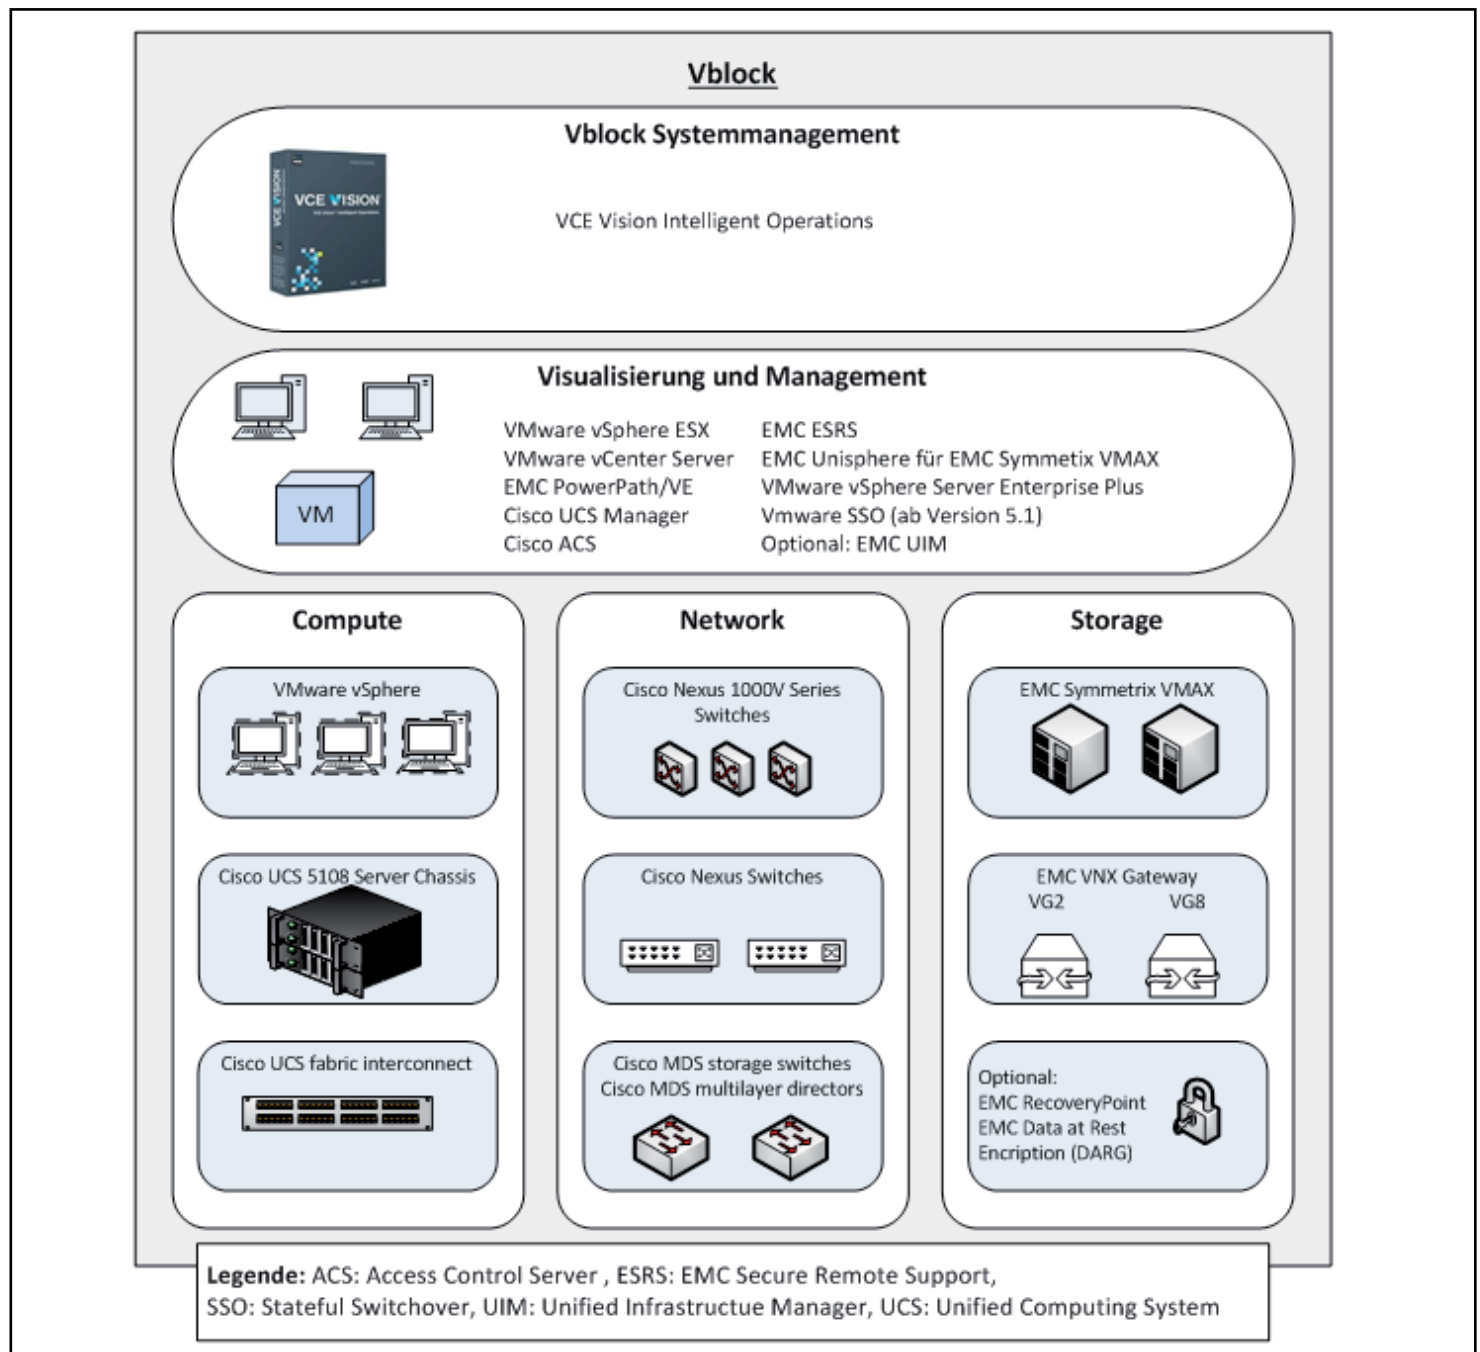 Vblock
Vblock Systemmanagement
VCE VISION
VCE VISION
VCE Vision Intelligent Operations
Visualisierung und Management
VMware vSphere ESX
VMware vCenter Server
EMC PowerPath/VE
Cisco UCS Manager
Cisco ACS
EMC ESRS
EMC Unisphere für EMC Symmetix VMAX
VMware vSphere Server Enterprise Plus
Vmware SSO (ab Version 5.1)
Optional: EMC UIM
VM
Compute
VMware vSphere
Cisco UCS 5108 Server Chassis
Cisco UCS fabric interconnect
Network
Cisco Nexus 1000V Series
Switches
Cisco Nexus Switches
Cisco MDS storage switches
Cisco MDS multilayer directors
Storage
EMC Symmetrix VMAX
EMC VNX Gateway
VG2 VG8
Optional:
EMC RecoveryPoint
EMC Data at Rest
Encription (DARG)
Legende: ACS: Access Control Server , ESRS: EMC Secure Remote Support,
SSO: Stateful Switchover, UIM: Unified Infrastructue Manager, UCS: Unified Computing System